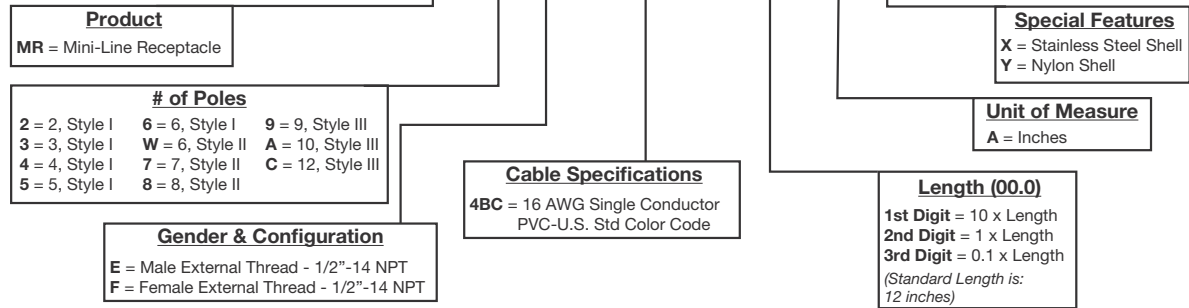 Product
MR = Mini-Line Receptacle
# of Poles
2 = 2, Style I 6 = 6, Style I 9 = 9, Style III
3 = 3, Style I W = 6, Style II A = 10, Style III
4 = 4, Style I 7 = 7, Style II C = 12, Style III
5 = 5, Style I 8 = 8, Style II
Gender & Configuration
E = Male External Thread - 1/2”-14 NPT
F = Female External Thread - 1/2”-14 NPT
Cable Specifications
4BC = 16 AWG Single Conductor
PVC-U.S. Std Color Code
Special Features
X = Stainless Steel Shell
Y = Nylon Shell
Unit of Measure
A = Inches
Length (00.0)
1st Digit = 10 x Length
2nd Digit = 1 x Length
3rd Digit = 0.1 x Length
(Standard Length is:
12 inches)